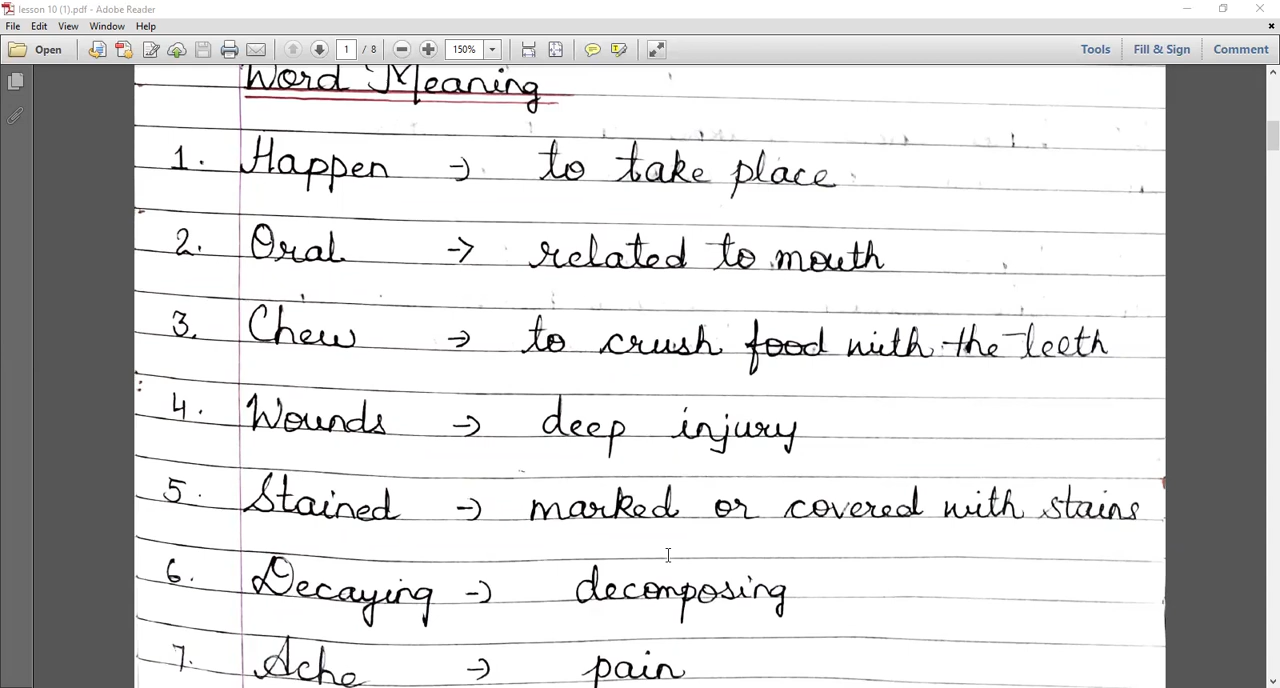 lesson 10 (1).pdf - Adobe Reader
File Edit View Window Help
Open 1 / 8 150% Tools Fill & Sign Comment
Word Meaning
1. Happen → to take place
2. Oral → related to mouth
3. Chew → to crush food with the teeth
4. Wounds → deep injury
5. Stained → marked or covered with stains
6. Decaying → decomposing
7. Ache → pain